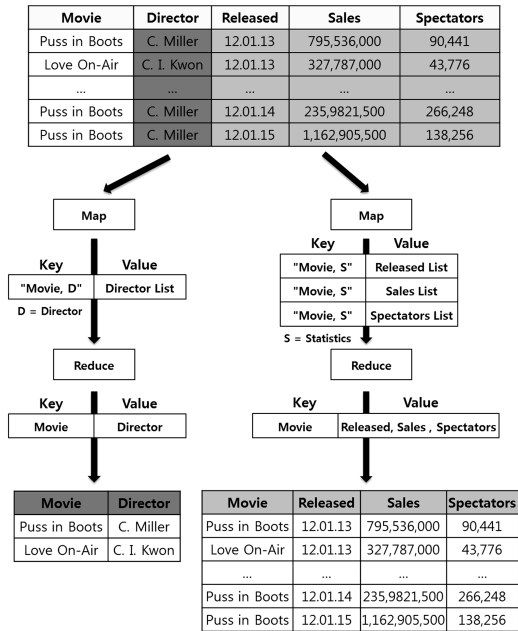 Movie Director Released Sales Spectators
Puss in Boots C. Miller 12.01.13 795,536,000 90,441
Love On-Air C. I. Kwon 12.01.13 327,787,000 43,776
... ... ... ... ...
Puss in Boots C. Miller 12.01.14 235,9821,500 266,248
Puss in Boots C. Miller 12.01.15 1,162,905,500 138,256
Map
Key Value
"Movie, D" Director List
D = Director
Reduce
Key Value
Movie Director
Movie Director
Puss in Boots C. Miller
Love On-Air C. I. Kwon
Map
Key Value
"Movie, S" Released List
"Movie, S" Sales List
"Movie, S" Spectators List
S = Statistics
Reduce
Key Value
Movie Released, Sales , Spectators
Movie Released Sales Spectators
Puss in Boots 12.01.13 795,536,000 90,441
Love On-Air 12.01.13 327,787,000 43,776
... ... ... ...
Puss in Boots 12.01.14 235,9821,500 266,248
Puss in Boots 12.01.15 1,162,905,500 138,256